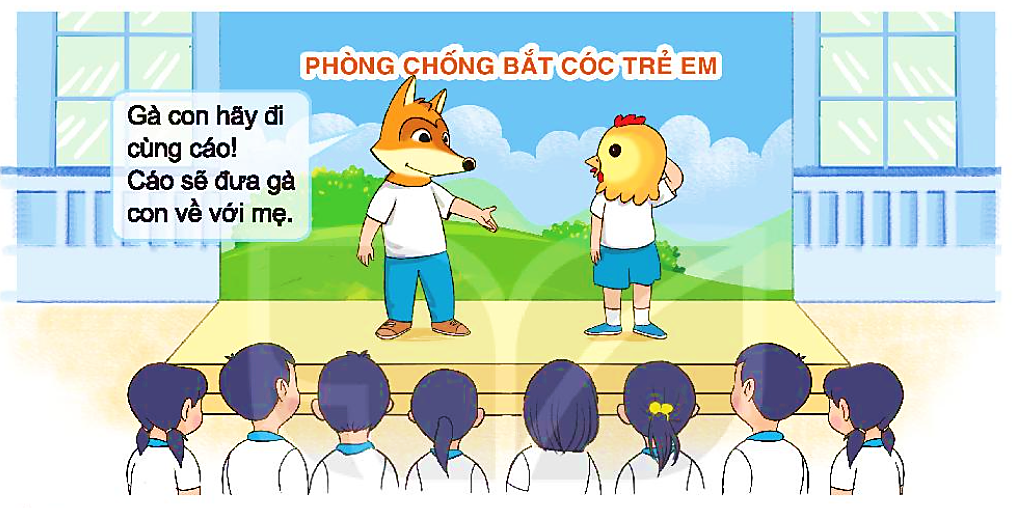 PHÒNG CHỐNG BẮT CÓC TRẺ EM
Gà con hãy đi
cùng cáo!
Cáo sẽ đưa gà
con về với mẹ.